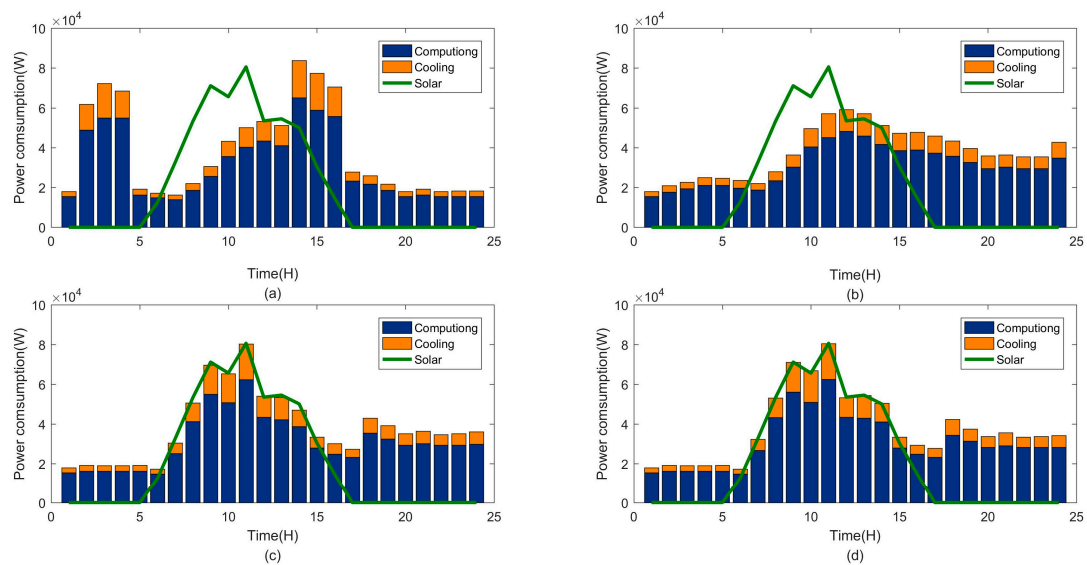 ×10⁴
10
8
6
4
2
0
Power comsumption(W)
Computiong
Cooling
Solar
0
5
10
15
20
25
Time(H)
(a)
×10⁴
10
8
6
4
2
0
Power comsumption(W)
Computiong
Cooling
Solar
0
5
10
15
20
25
Time(H)
(b)
×10⁴
10
8
6
4
2
0
Power comsumption(W)
Computiong
Cooling
Solar
0
5
10
15
20
25
Time(H)
(c)
×10⁴
10
8
6
4
2
0
Power comsumption(W)
Computiong
Cooling
Solar
0
5
10
15
20
25
Time(H)
(d)